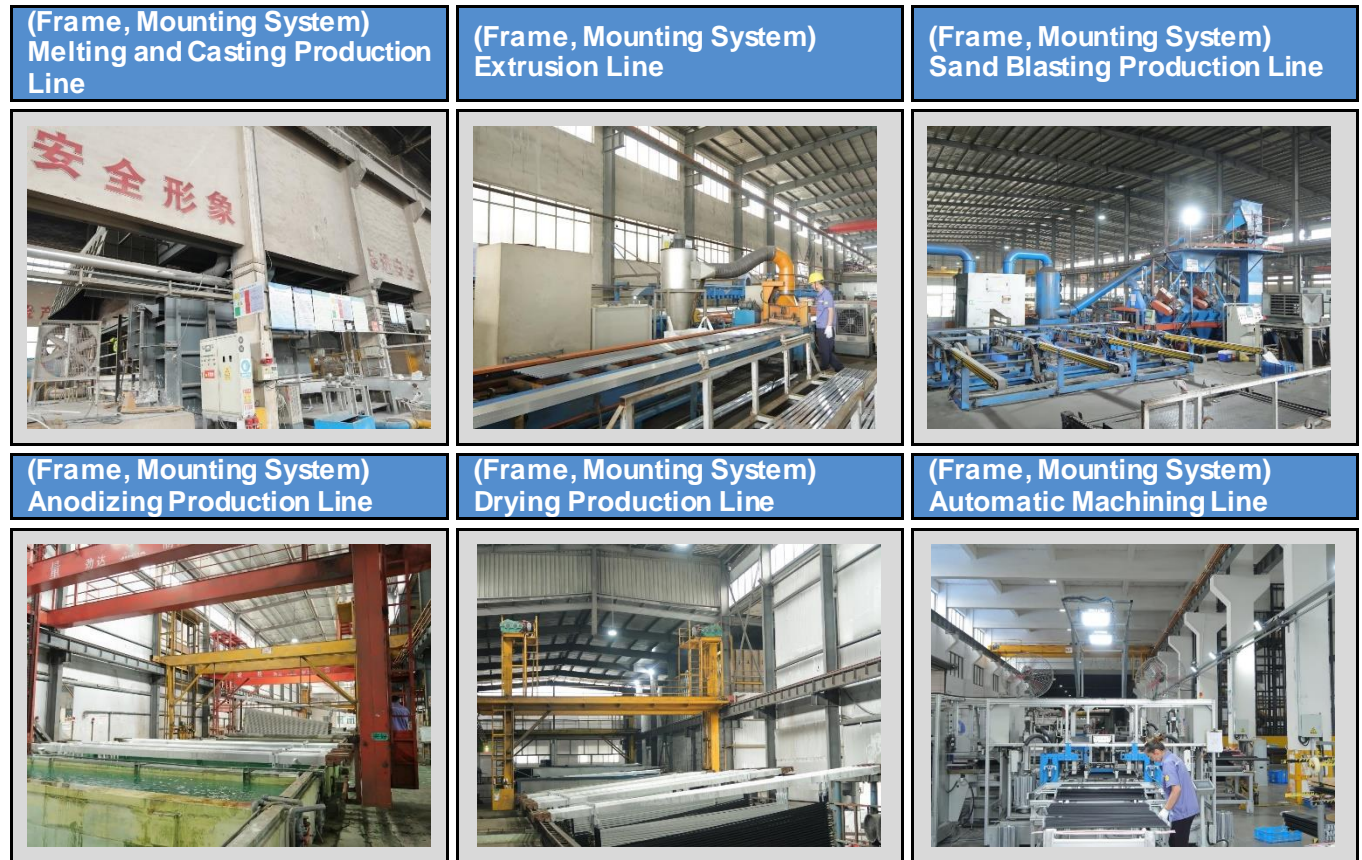 (Frame, Mounting System)
Melting and Casting Production
Line
(Frame, Mounting System)
Extrusion Line
(Frame, Mounting System)
Sand Blasting Production Line
安全形象
(Frame, Mounting System)
Anodizing Production Line
(Frame, Mounting System)
Drying Production Line
(Frame, Mounting System)
Automatic Machining Line